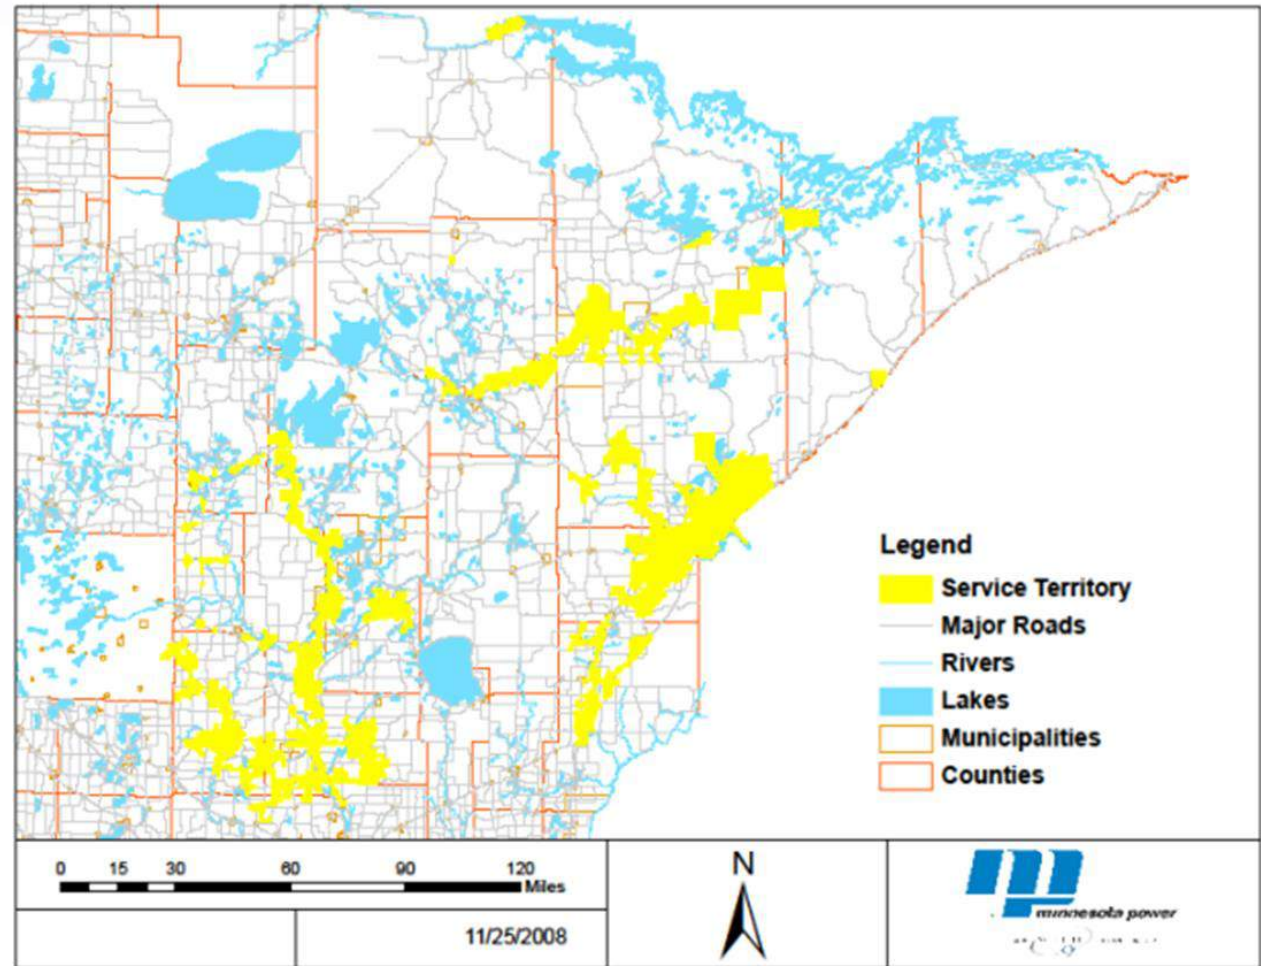 Legend
Service Territory
Major Roads
Rivers
Lakes
Municipalities
Counties
0 15 30 60 90 120
Miles
11/25/2008
N
mp
minnesota power